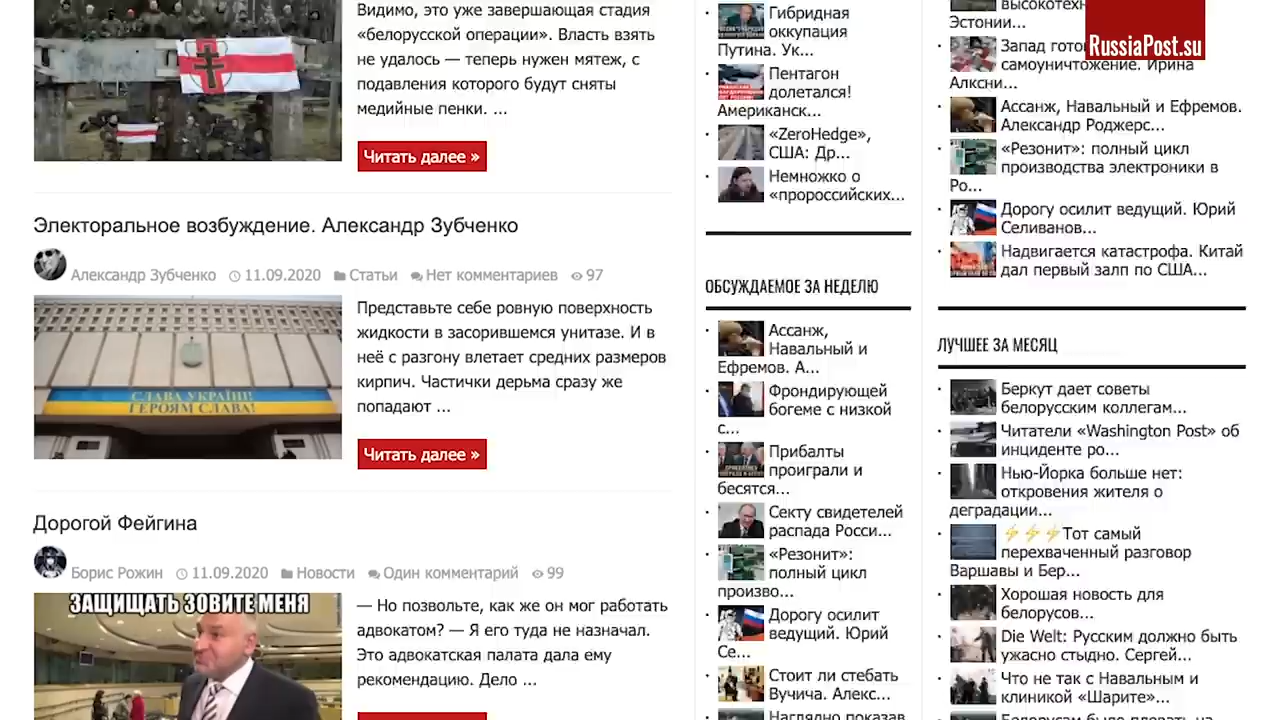 Видимо, это уже завершающая стадия
«белорусской операции». Власть взять
не удалось — теперь нужен мятеж, с
подавления которого будут сняты
медийные пенки. ...
Читать далее »
Электоральное возбуждение. Александр Зубченко
Александр Зубченко 11.09.2020 Статьи Нет комментариев 97
СЛАВА УКРАЇНІ!
ГЕРОЯМ СЛАВА!
Представьте себе ровную поверхность
жидкости в засорившемся унитазе. И в
неё с разгону влетает средних размеров
кирпич. Частички дерьма сразу же
попадают ...
Читать далее »
Дорогой Фейгина
Борис Рожин 11.09.2020 Новости Один комментарий 99
ЗАЩИЩАТЬ ЗОВИТЕ МЕНЯ
— Но позвольте, как же он мог работать
адвокатом? — Я его туда не назначал.
Это адвокатская палата дала ему
рекомендацию. Дело ...
Гибридная
оккупация
Путина. Ук...
Пентагон
долетался!
Американск...
«ZeroHedge»,
США: Др...
Немножко о
«пророссийских...
ОБСУЖДАЕМОЕ ЗА НЕДЕЛЮ
Ассанж,
Навальный и
Ефремов. А...
Фрондирующей
богеме с низкой
с...
Прибалты
проиграли и
бесятся...
Секту свидетелей
распада Росси...
«Резонит»:
полный цикл
произво...
Дорогу осилит
ведущий. Юрий
Се...
Стоит ли стебать
Вучича. Алекс...
Наглядно показав
RussiaPost.su
Эстонии...
самоуничтожение. Ирина
Алксни...
Ассанж, Навальный и Ефремов.
Александр Роджерс...
«Резонит»: полный цикл
производства электроники в
Ро...
Дорогу осилит ведущий. Юрий
Селиванов...
Надвигается катастрофа. Китай
дал первый залп по США...
ЛУЧШЕЕ ЗА МЕСЯЦ
Беркут дает советы
белорусским коллегам...
Читатели «Washington Post» об
инциденте ро...
Нью-Йорка больше нет:
откровения жителя о
деградации...
⚡⚡⚡Тот самый
перехваченный разговор
Варшавы и Бер...
Хорошая новость для
белорусов...
Die Welt: Русским должно быть
ужасно стыдно. Сергей...
Что не так с Навальным и
клиникой «Шарите»...